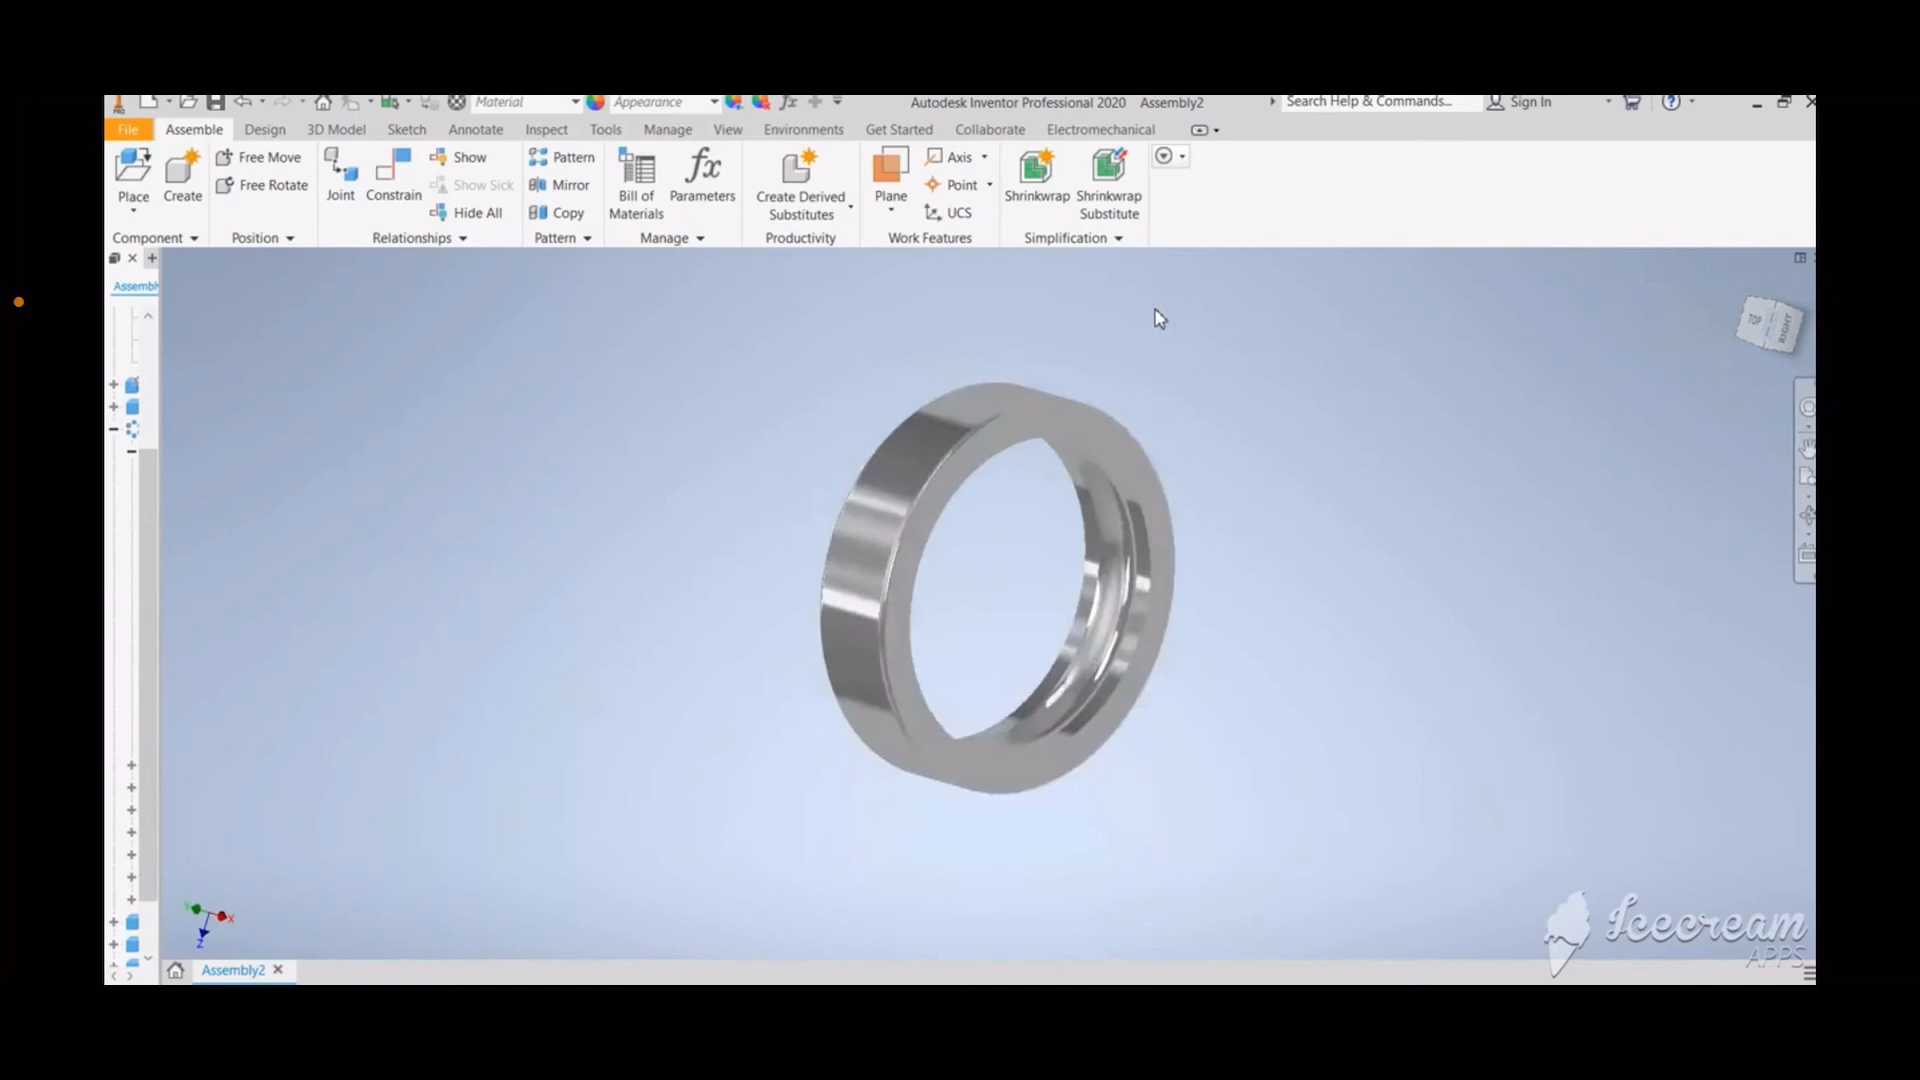 Material Appearance Autodesk Inventor Professional 2020 Assembly2 Search Help & Commands... Sign In
File Assemble Design 3D Model Sketch Annotate Inspect Tools Manage View Environments Get Started Collaborate Electromechanical
Place
Create
Free Move
Free Rotate
Joint
Constrain
Show
Show Sick
Hide All
Pattern
Mirror
Copy
Bill of
Materials
fx
Parameters
Create Derived
Substitutes
Plane
Axis
Point
UCS
Shrinkwrap
Shrinkwrap
Substitute
Component Position Relationships Pattern Manage Productivity Work Features Simplification
Assembl
TOP
RIGHT
Y
X
Z
Icecream
APPS
Assembly2